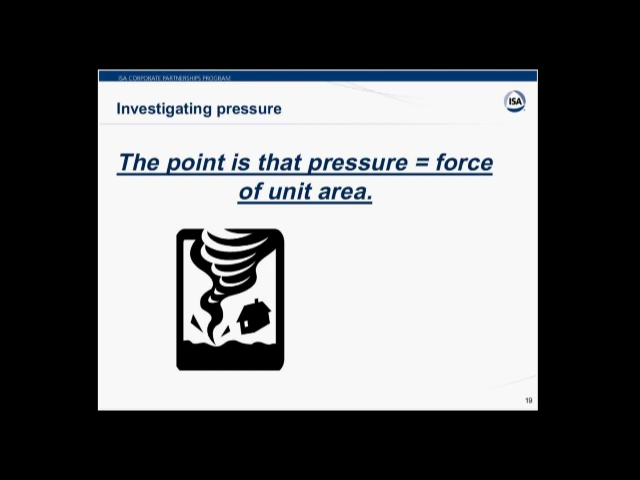 ISA CORPORATE PARTNERSHIPS PROGRAM
Investigating pressure
ISA
The point is that pressure = force
of unit area.
19